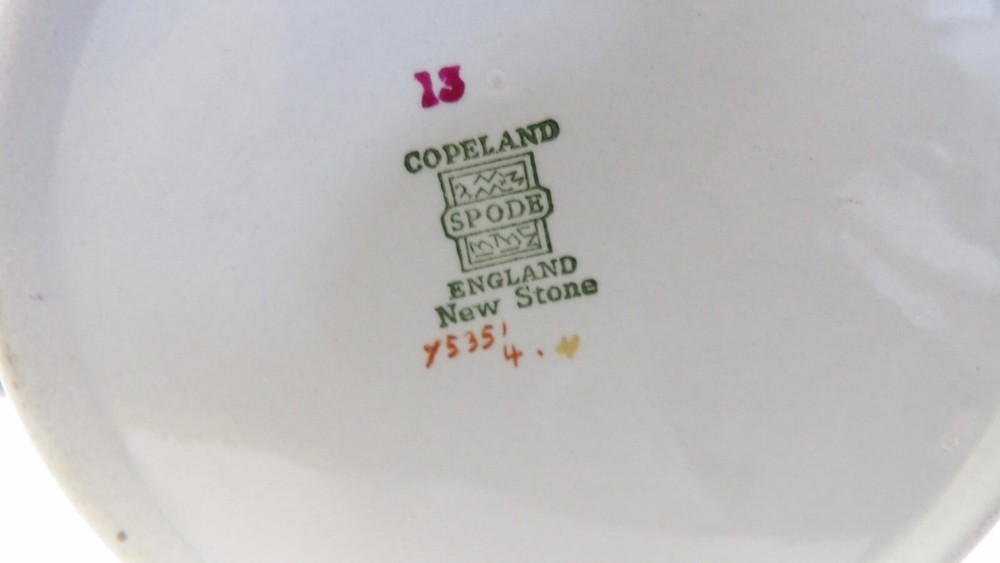 13
COPELAND
SPODE
ENGLAND
New Stone
Y5351
4.